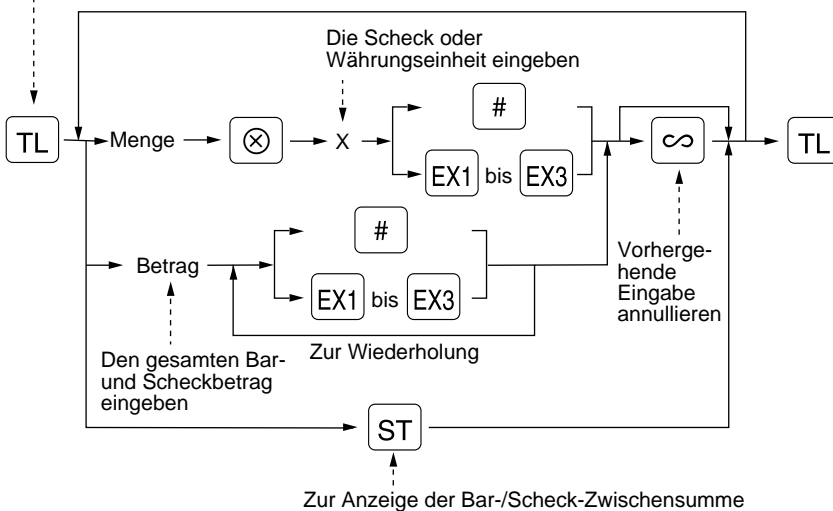 Die Scheck oder
Währungseinheit eingeben
TL
Menge
⊗
X
#
EX1 bis EX3
∞
TL
Betrag
#
EX1 bis EX3
Zur Wiederholung
Vorherge-
hende
Eingabe
annullieren
Den gesamten Bar-
und Scheckbetrag
eingeben
ST
Zur Anzeige der Bar-/Scheck-Zwischensumme